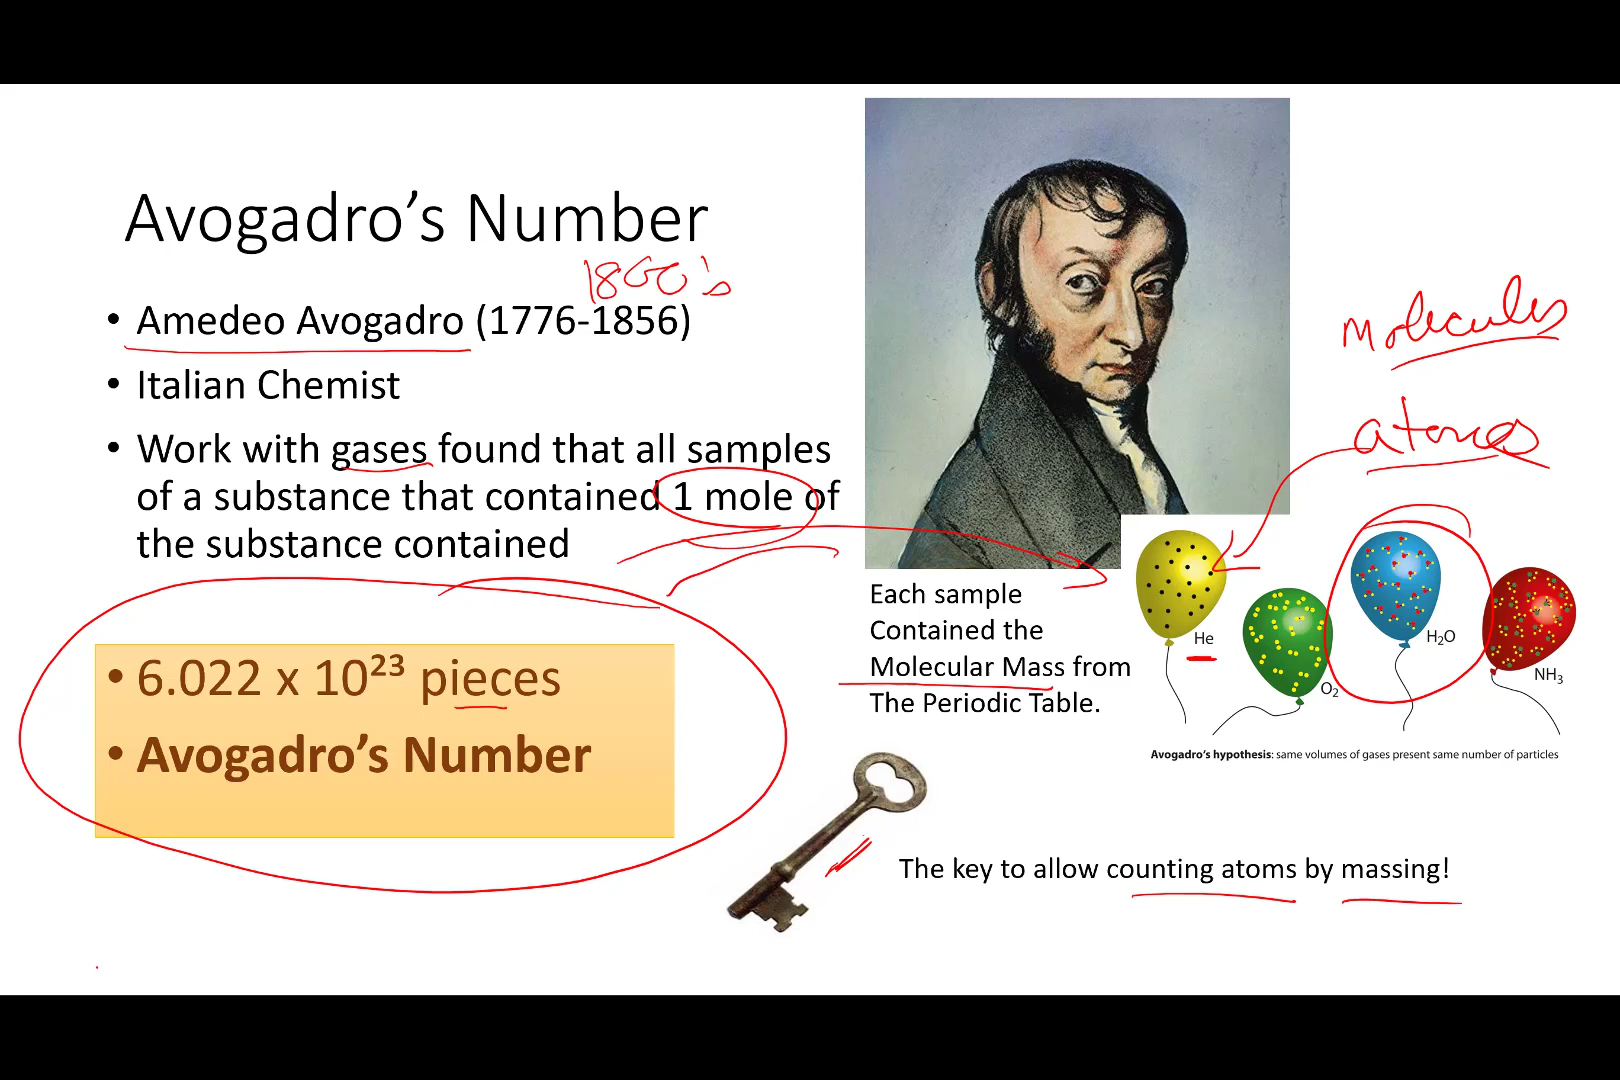 Avogadro's Number
1800's
• Amedeo Avogadro (1776-1856)
• Italian Chemist
• Work with gases found that all samples
of a substance that contained 1 mole of
the substance contained
• 6.022 x 10²³ pieces
• Avogadro's Number
molecules
atoms
Each sample
Contained the
Molecular Mass from
The Periodic Table.
He
O₂
H₂O
NH₃
Avogadro's hypothesis: same volumes of gases present same number of particles
The key to allow counting atoms by massing!